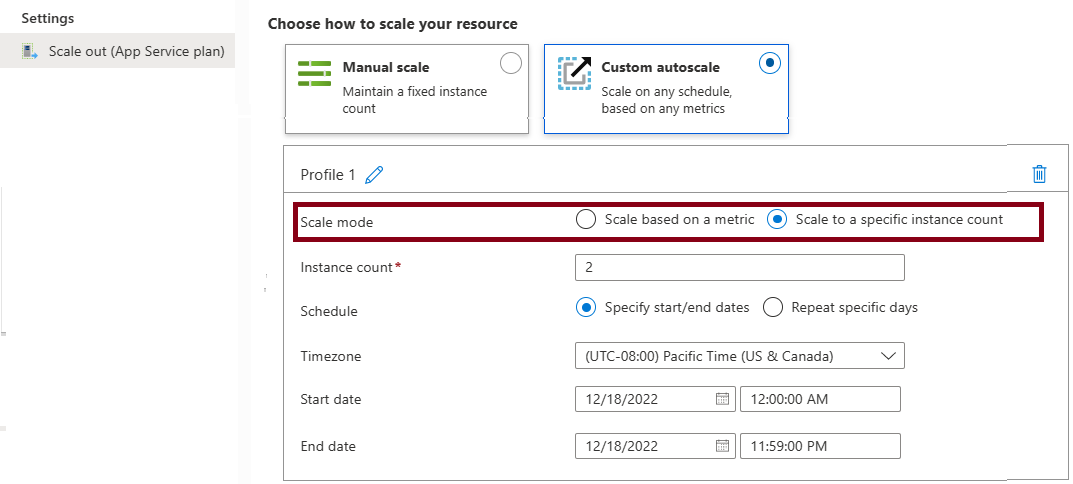 Settings
Scale out (App Service plan)
Choose how to scale your resource
Manual scale
Maintain a fixed instance
count
Custom autoscale
Scale on any schedule,
based on any metrics
Profile 1
Scale mode
Scale based on a metric
Scale to a specific instance count
Instance count*
2
Schedule
Specify start/end dates
Repeat specific days
Timezone
(UTC-08:00) Pacific Time (US & Canada)
Start date
12/18/2022
12:00:00 AM
End date
12/18/2022
11:59:00 PM